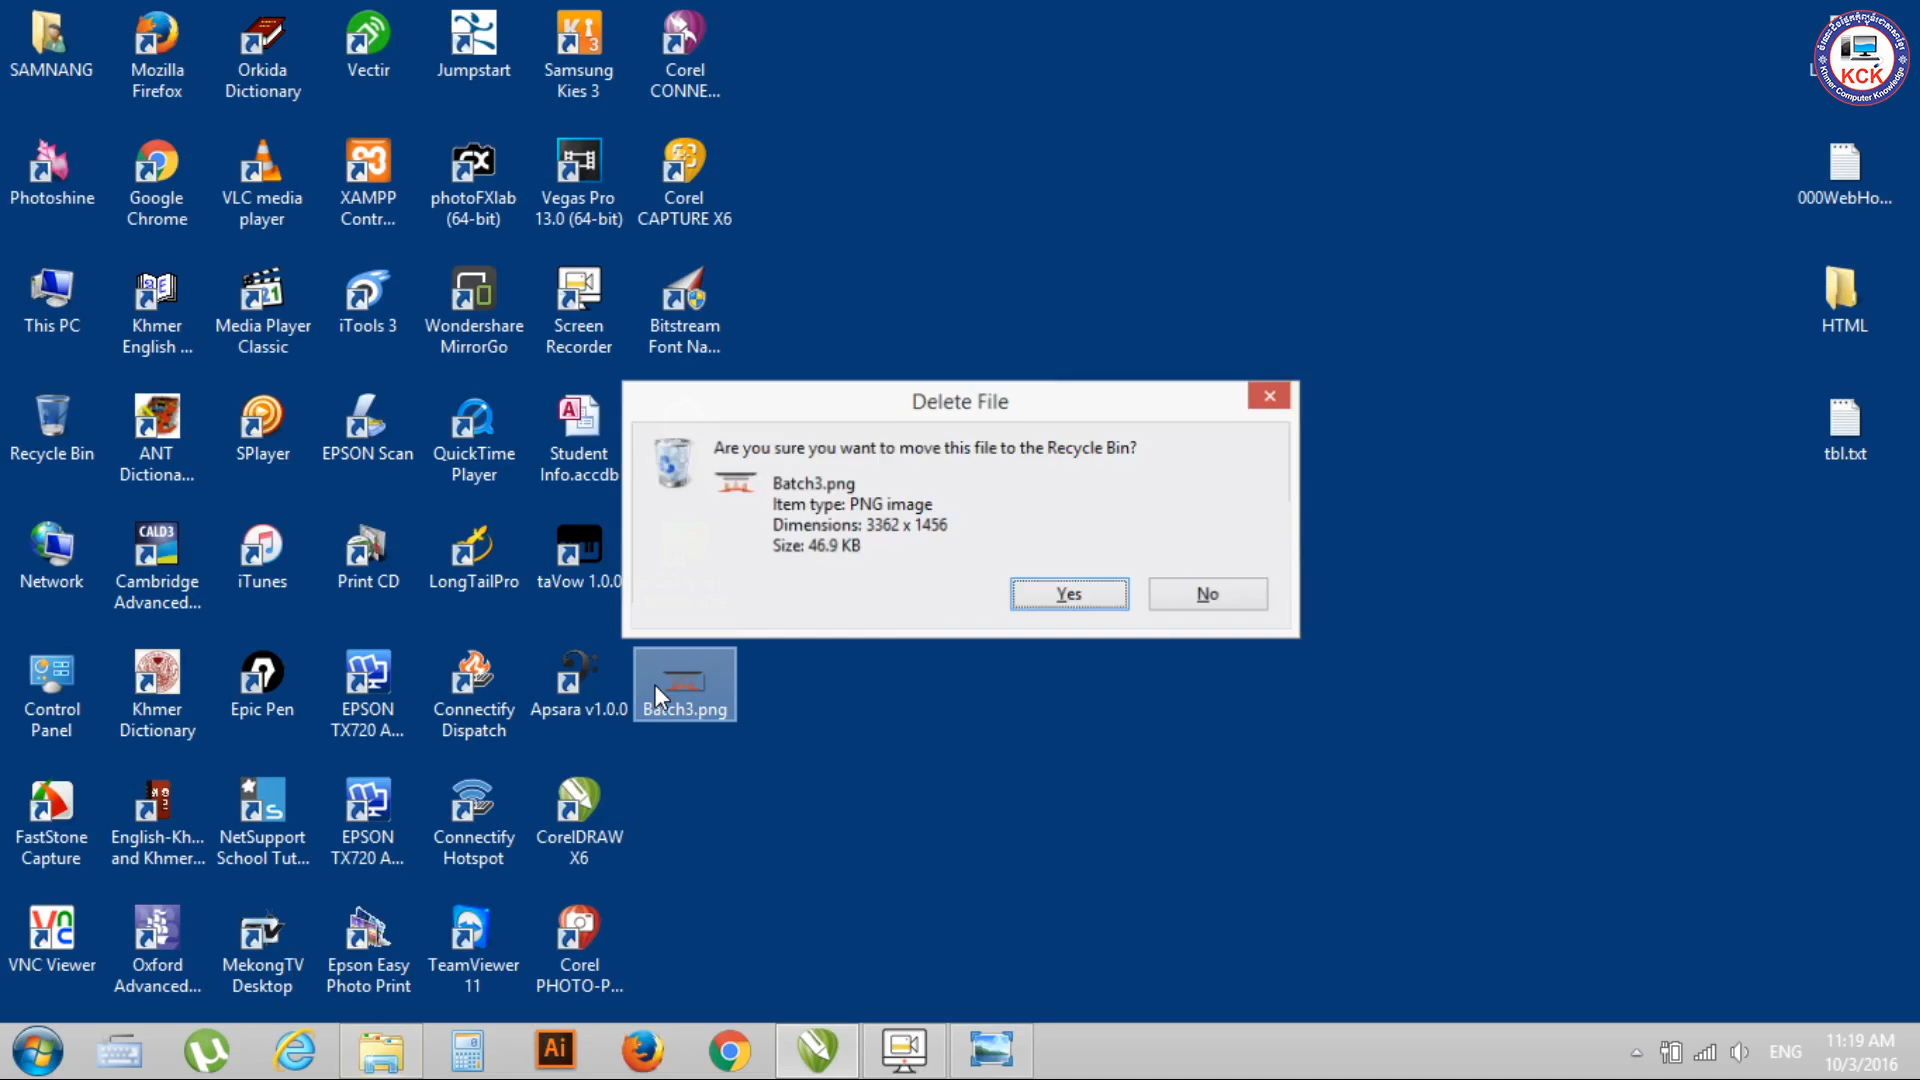 SAMNANG
Mozilla
Firefox
Orkida
Dictionary
Vectir
Jumpstart
Samsung
Kies 3
Corel
CONNE...
KCK
Khmer Computer Knowledge
Photoshine
Google
Chrome
VLC media
player
XAMPP
Contr...
photoFXlab
(64-bit)
Vegas Pro
13.0 (64-bit)
Corel
CAPTURE X6
000WebHo...
This PC
Khmer
English ...
Media Player
Classic
iTools 3
Wondershare
MirrorGo
Screen
Recorder
Bitstream
Font Na...
HTML
Recycle Bin
ANT
Dictiona...
SPlayer
EPSON Scan
QuickTime
Player
Student
Info.accdb
tbl.txt
Delete File
Are you sure you want to move this file to the Recycle Bin?
Batch3.png
Item type: PNG image
Dimensions: 3362 x 1456
Size: 46.9 KB
Yes
No
Network
CALD3
Cambridge
Advanced...
iTunes
Print CD
LongTailPro
taVow 1.0.0
Control
Panel
Khmer
Dictionary
Epic Pen
EPSON
TX720 A...
Connectify
Dispatch
Apsara v1.0.0
Batch3.png
FastStone
Capture
English-Kh...
and Khmer...
NetSupport
School Tut...
EPSON
TX720 A...
Connectify
Hotspot
CorelDRAW
X6
VNC Viewer
Oxford
Advanced...
MekongTV
Desktop
Epson Easy
Photo Print
TeamViewer
11
Corel
PHOTO-P...
Ai
ENG
11:19 AM
10/3/2016